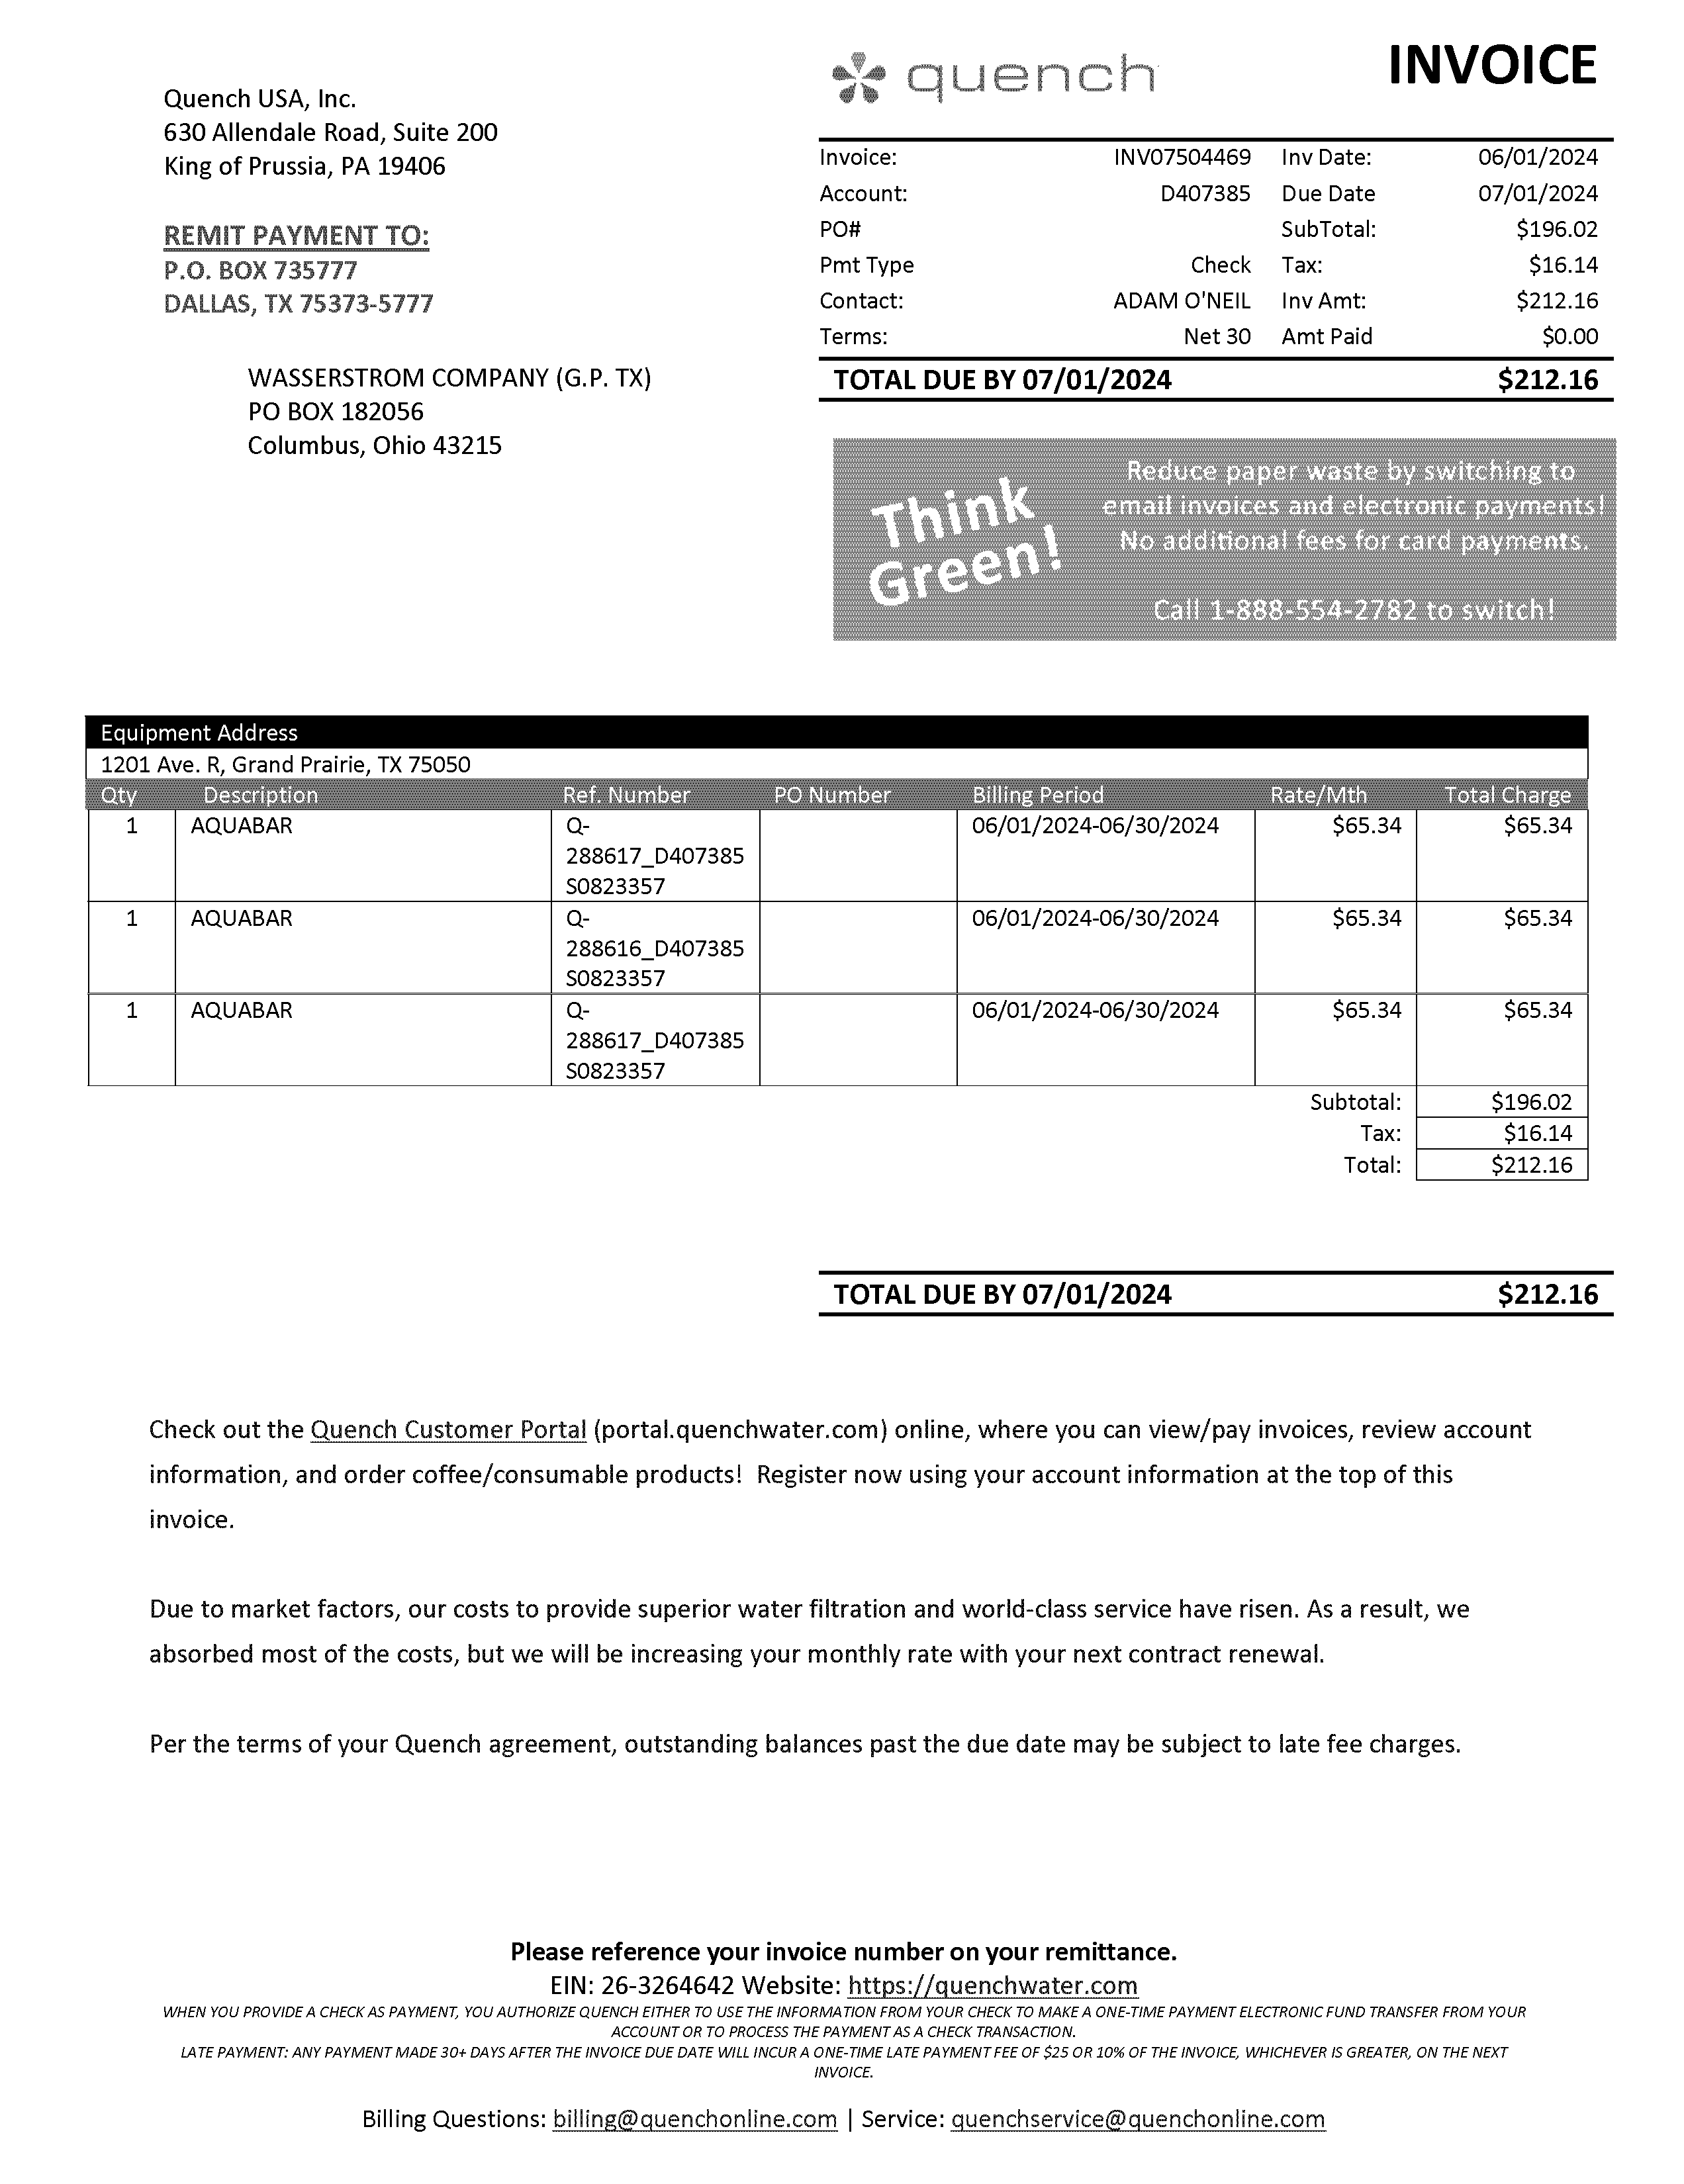 quench
INVOICE
Quench USA, Inc.
630 Allendale Road, Suite 200
King of Prussia, PA 19406
REMIT PAYMENT TO:
P.O. BOX 735777
DALLAS, TX 75373-5777
WASSERSTROM COMPANY (G.P. TX)
PO BOX 182056
Columbus, Ohio 43215
Invoice: INV07504469 Inv Date: 06/01/2024
Account: D407385 Due Date 07/01/2024
PO# SubTotal: $196.02
Pmt Type Check Tax: $16.14
Contact: ADAM O'NEIL Inv Amt: $212.16
Terms: Net 30 Amt Paid $0.00
TOTAL DUE BY 07/01/2024 $212.16
Think
Green!
Reduce paper waste by switching to
email invoices and electronic payments!
No additional fees for card payments.
Call 1-888-554-2782 to switch!
Equipment Address
1201 Ave. R, Grand Prairie, TX 75050
Qty Description Ref. Number PO Number Billing Period Rate/Mth Total Charge
1 AQUABAR Q- 06/01/2024-06/30/2024 $65.34 $65.34
288617_D407385
S0823357
1 AQUABAR Q- 06/01/2024-06/30/2024 $65.34 $65.34
288616_D407385
S0823357
1 AQUABAR Q- 06/01/2024-06/30/2024 $65.34 $65.34
288617_D407385
S0823357
Subtotal: $196.02
Tax: $16.14
Total: $212.16
TOTAL DUE BY 07/01/2024 $212.16
Check out the Quench Customer Portal (portal.quenchwater.com) online, where you can view/pay invoices, review account
information, and order coffee/consumable products! Register now using your account information at the top of this
invoice.
Due to market factors, our costs to provide superior water filtration and world-class service have risen. As a result, we
absorbed most of the costs, but we will be increasing your monthly rate with your next contract renewal.
Per the terms of your Quench agreement, outstanding balances past the due date may be subject to late fee charges.
Please reference your invoice number on your remittance.
EIN: 26-3264642 Website: https://quenchwater.com
WHEN YOU PROVIDE A CHECK AS PAYMENT, YOU AUTHORIZE QUENCH EITHER TO USE THE INFORMATION FROM YOUR CHECK TO MAKE A ONE-TIME PAYMENT ELECTRONIC FUND TRANSFER FROM YOUR
ACCOUNT OR TO PROCESS THE PAYMENT AS A CHECK TRANSACTION.
LATE PAYMENT: ANY PAYMENT MADE 30+ DAYS AFTER THE INVOICE DUE DATE WILL INCUR A ONE-TIME LATE PAYMENT FEE OF $25 OR 10% OF THE INVOICE, WHICHEVER IS GREATER, ON THE NEXT
INVOICE.
Billing Questions: billing@quenchonline.com | Service: quenchservice@quenchonline.com